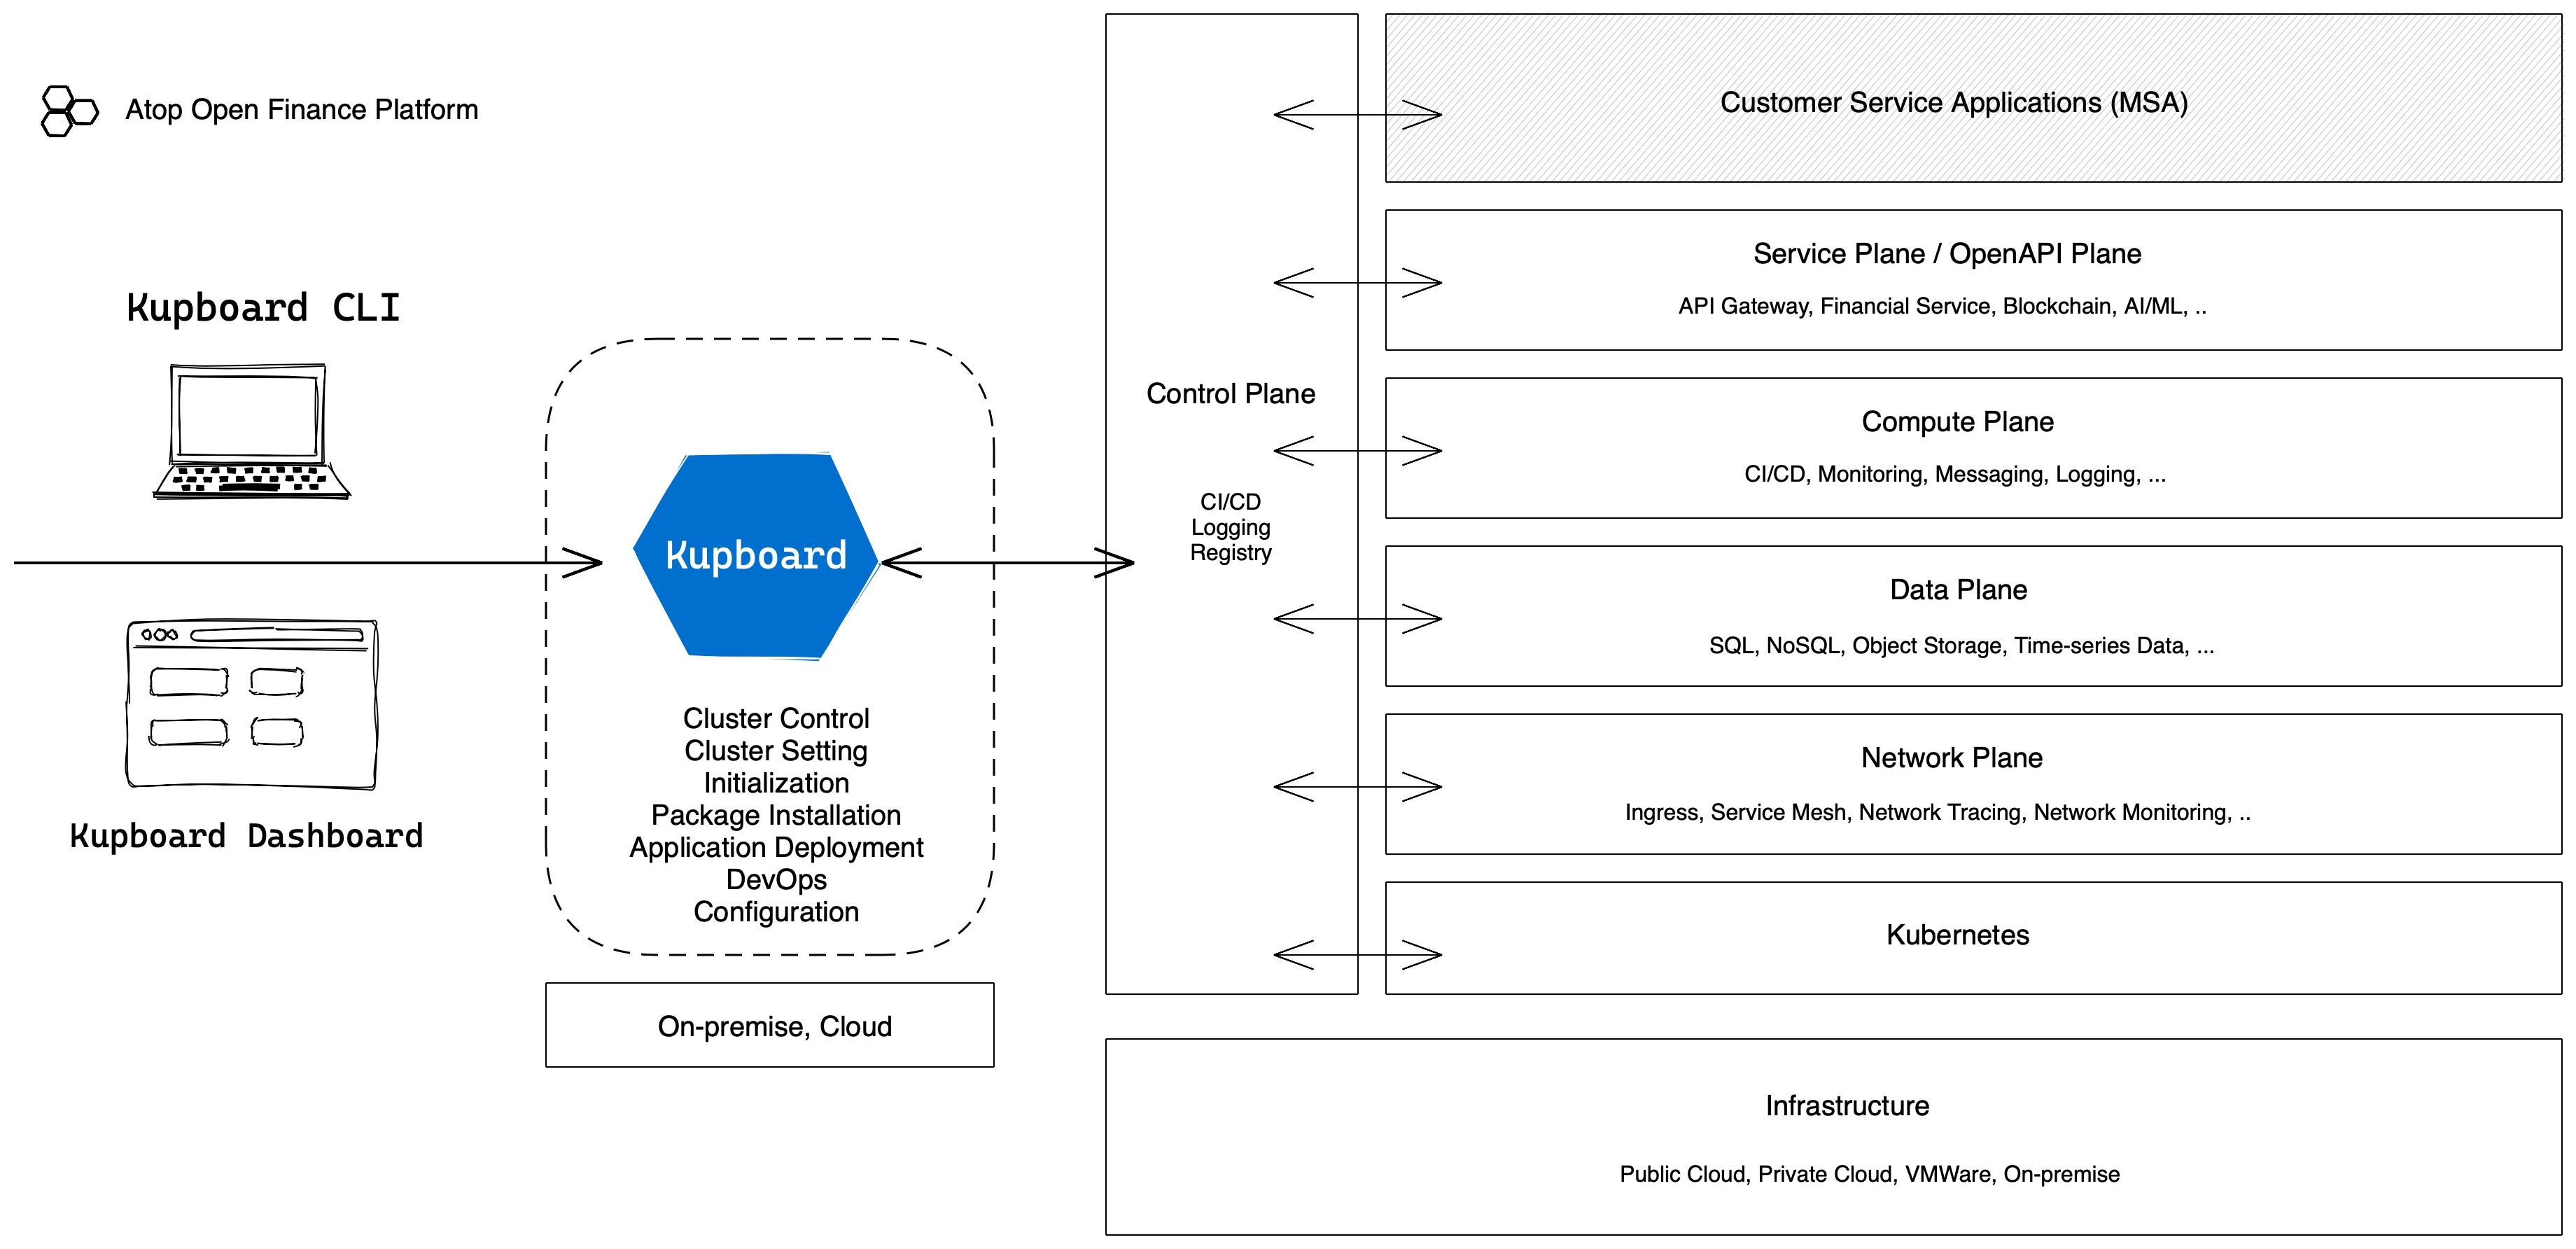 Atop Open Finance Platform
Kupboard CLI
Kupboard Dashboard
Kupboard
Cluster Control
Cluster Setting
Initialization
Package Installation
Application Deployment
DevOps
Configuration
On-premise, Cloud
Control Plane
CI/CD
Logging
Registry
Customer Service Applications (MSA)
Service Plane / OpenAPI Plane
API Gateway, Financial Service, Blockchain, AI/ML, ..
Compute Plane
CI/CD, Monitoring, Messaging, Logging, ...
Data Plane
SQL, NoSQL, Object Storage, Time-series Data, ...
Network Plane
Ingress, Service Mesh, Network Tracing, Network Monitoring, ..
Kubernetes
Infrastructure
Public Cloud, Private Cloud, VMWare, On-premise